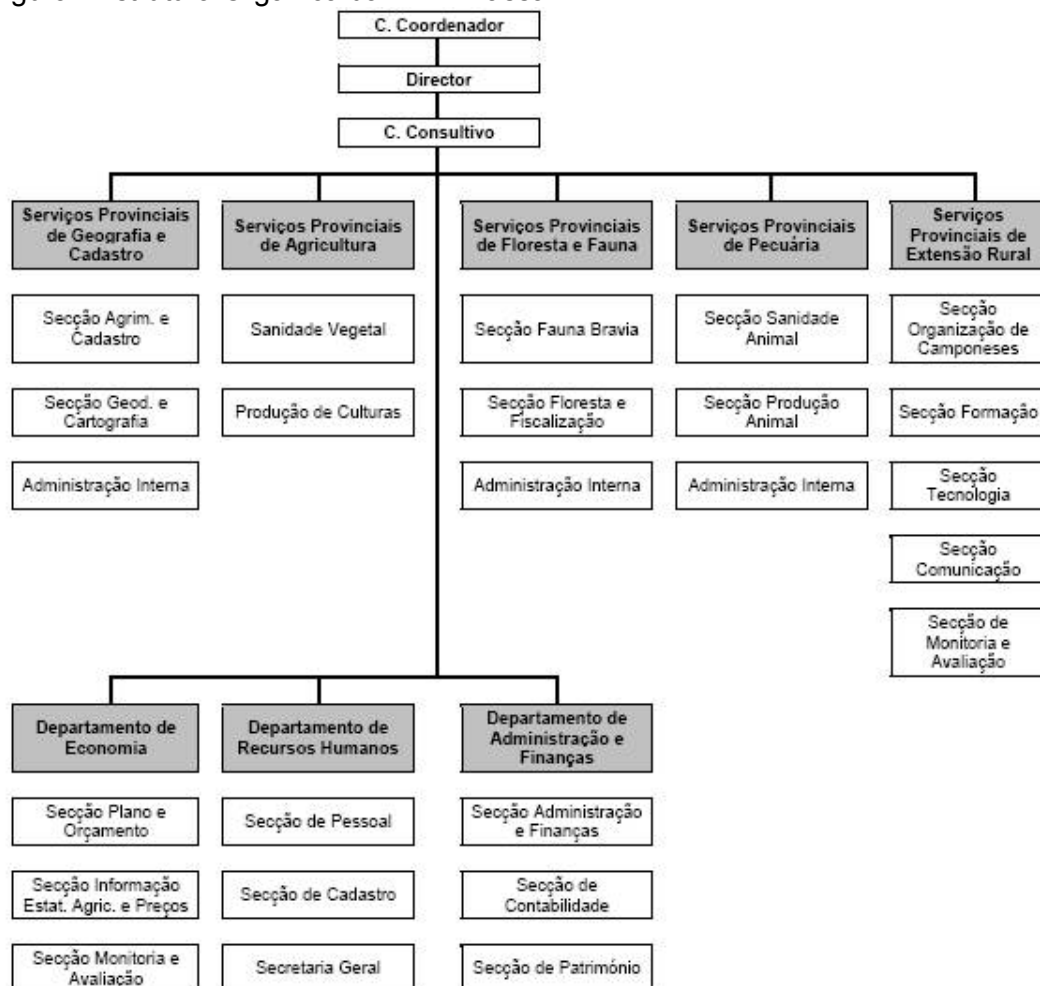 C. Coordenador
Director
C. Consultivo
Serviços Provinciais
de Geografia e
Cadastro
Serviços Provinciais
de Agricultura
Serviços Provinciais
de Floresta e Fauna
Serviços Provinciais
de Pecuária
Serviços
Provinciais de
Extensão Rural
Secção Agrim. e
Cadastro
Sanidade Vegetal
Secção Fauna Bravia
Secção Sanidade
Animal
Secção
Organização de
Camponeses
Secção Geod. e
Cartografia
Produção de Culturas
Secção Floresta e
Fiscalização
Secção Produção
Animal
Secção Formação
Administração Interna
Administração Interna
Administração Interna
Secção
Tecnologia
Secção
Comunicação
Secção de
Monitoria e
Avaliação
Departamento de
Economia
Departamento de
Recursos Humanos
Departamento de
Administração e
Finanças
Secção Plano e
Orçamento
Secção de Pessoal
Secção Administração
e Finanças
Secção Informação
Estat. Agric. e Preços
Secção de Cadastro
Secção de
Contabilidade
Secção Monitoria e
Avaliação
Secretaria Geral
Secção de Património